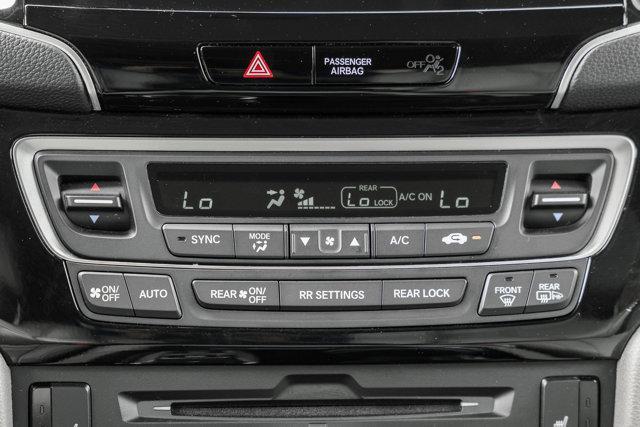 PASSENGER
AIRBAG
OFF 2
Lo
REAR
Lo LOCK
A/C ON
Lo
SYNC
MODE
A/C
ON/
OFF
AUTO
REAR ON/
OFF
RR SETTINGS
REAR LOCK
FRONT
REAR